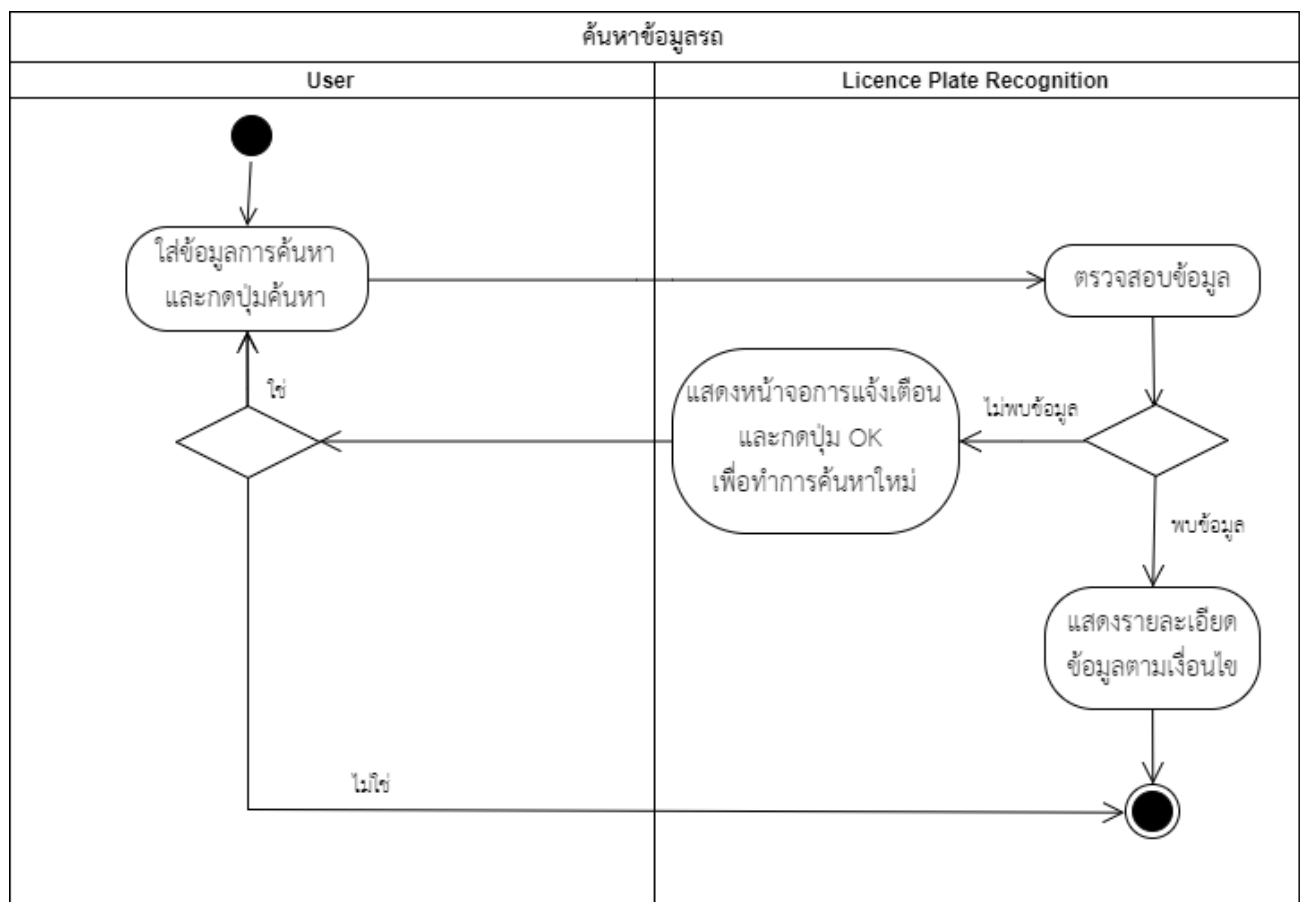 ค้นหาข้อมูลรถ
User
Licence Plate Recognition
ใส่ข้อมูลการค้นหา
และกดปุ่มค้นหา
ตรวจสอบข้อมูล
ใช่
แสดงหน้าจอการแจ้งเตือน
และกดปุ่ม OK
เพื่อทำการค้นหาใหม่
ไม่พบข้อมูล
พบข้อมูล
แสดงรายละเอียด
ข้อมูลตามเงื่อนไข
ไม่ใช่